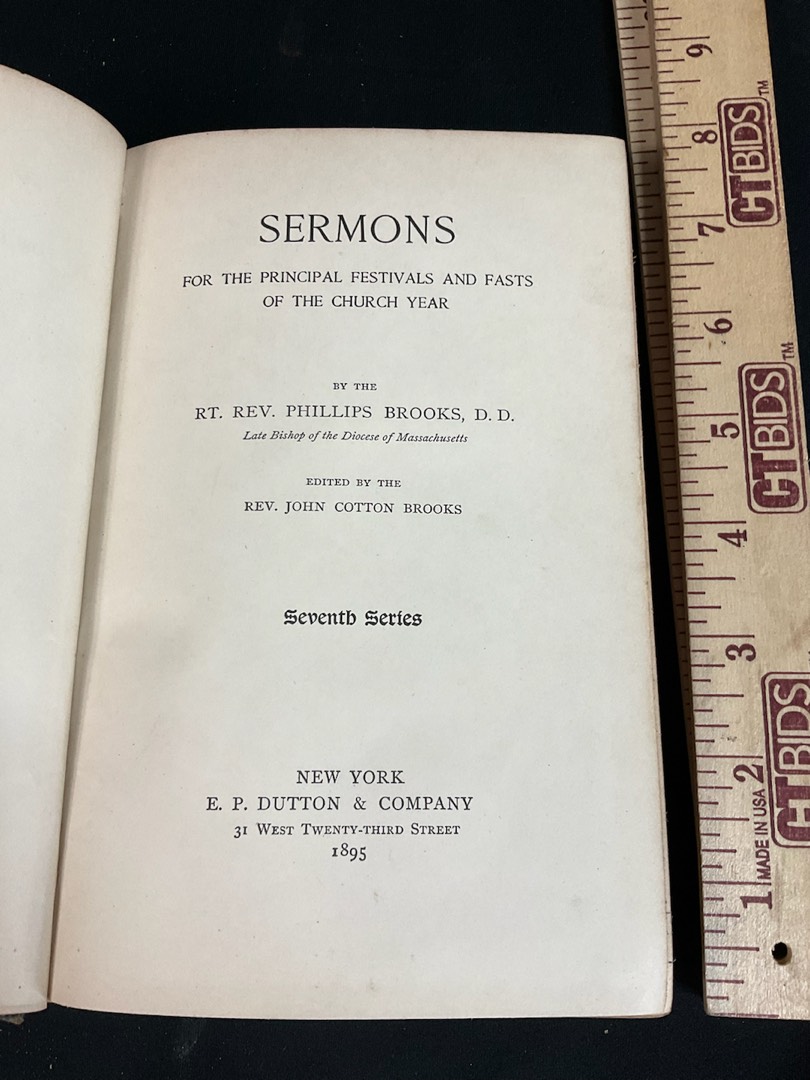 SERMONS
FOR THE PRINCIPAL FESTIVALS AND FASTS
OF THE CHURCH YEAR
BY THE
RT. REV. PHILLIPS BROOKS, D. D.
Late Bishop of the Diocese of Massachusetts
EDITED BY THE
REV. JOHN COTTON BROOKS
Seventh Series
NEW YORK
E. P. DUTTON & COMPANY
31 WEST TWENTY-THIRD STREET
1895
9
8
7
6
5
4
3
2
1
CTBIDS™
CTBIDS™
CTBIDS
MADE IN USA